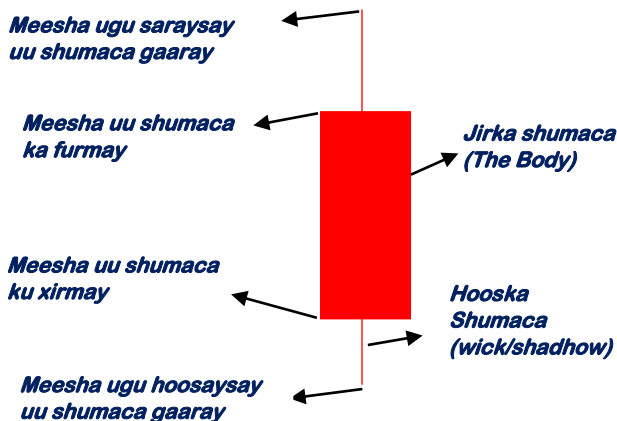 Meesha ugu saraysay
uu shumaca gaaray
Meesha uu shumaca
ka furmay
Jirka shumaca
(The Body)
Meesha uu shumaca
ku xirmay
Hooska
Shumaca
(wick/shadhow)
Meesha ugu hoosaysay
uu shumaca gaaray